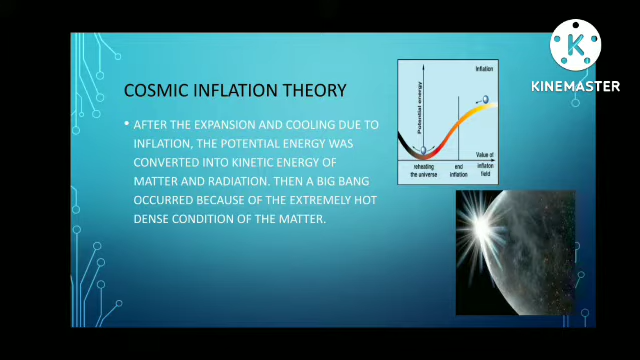 COSMIC INFLATION THEORY
• AFTER THE EXPANSION AND COOLING DUE TO
INFLATION, THE POTENTIAL ENERGY WAS
CONVERTED INTO KINETIC ENERGY OF
MATTER AND RADIATION. THEN A BIG BANG
OCCURRED BECAUSE OF THE EXTREMELY HOT
DENSE CONDITION OF THE MATTER.
Inflation
Potential energy
reheating
the universe
end
inflation
Value of
inflaton
field
K
KINEMASTER